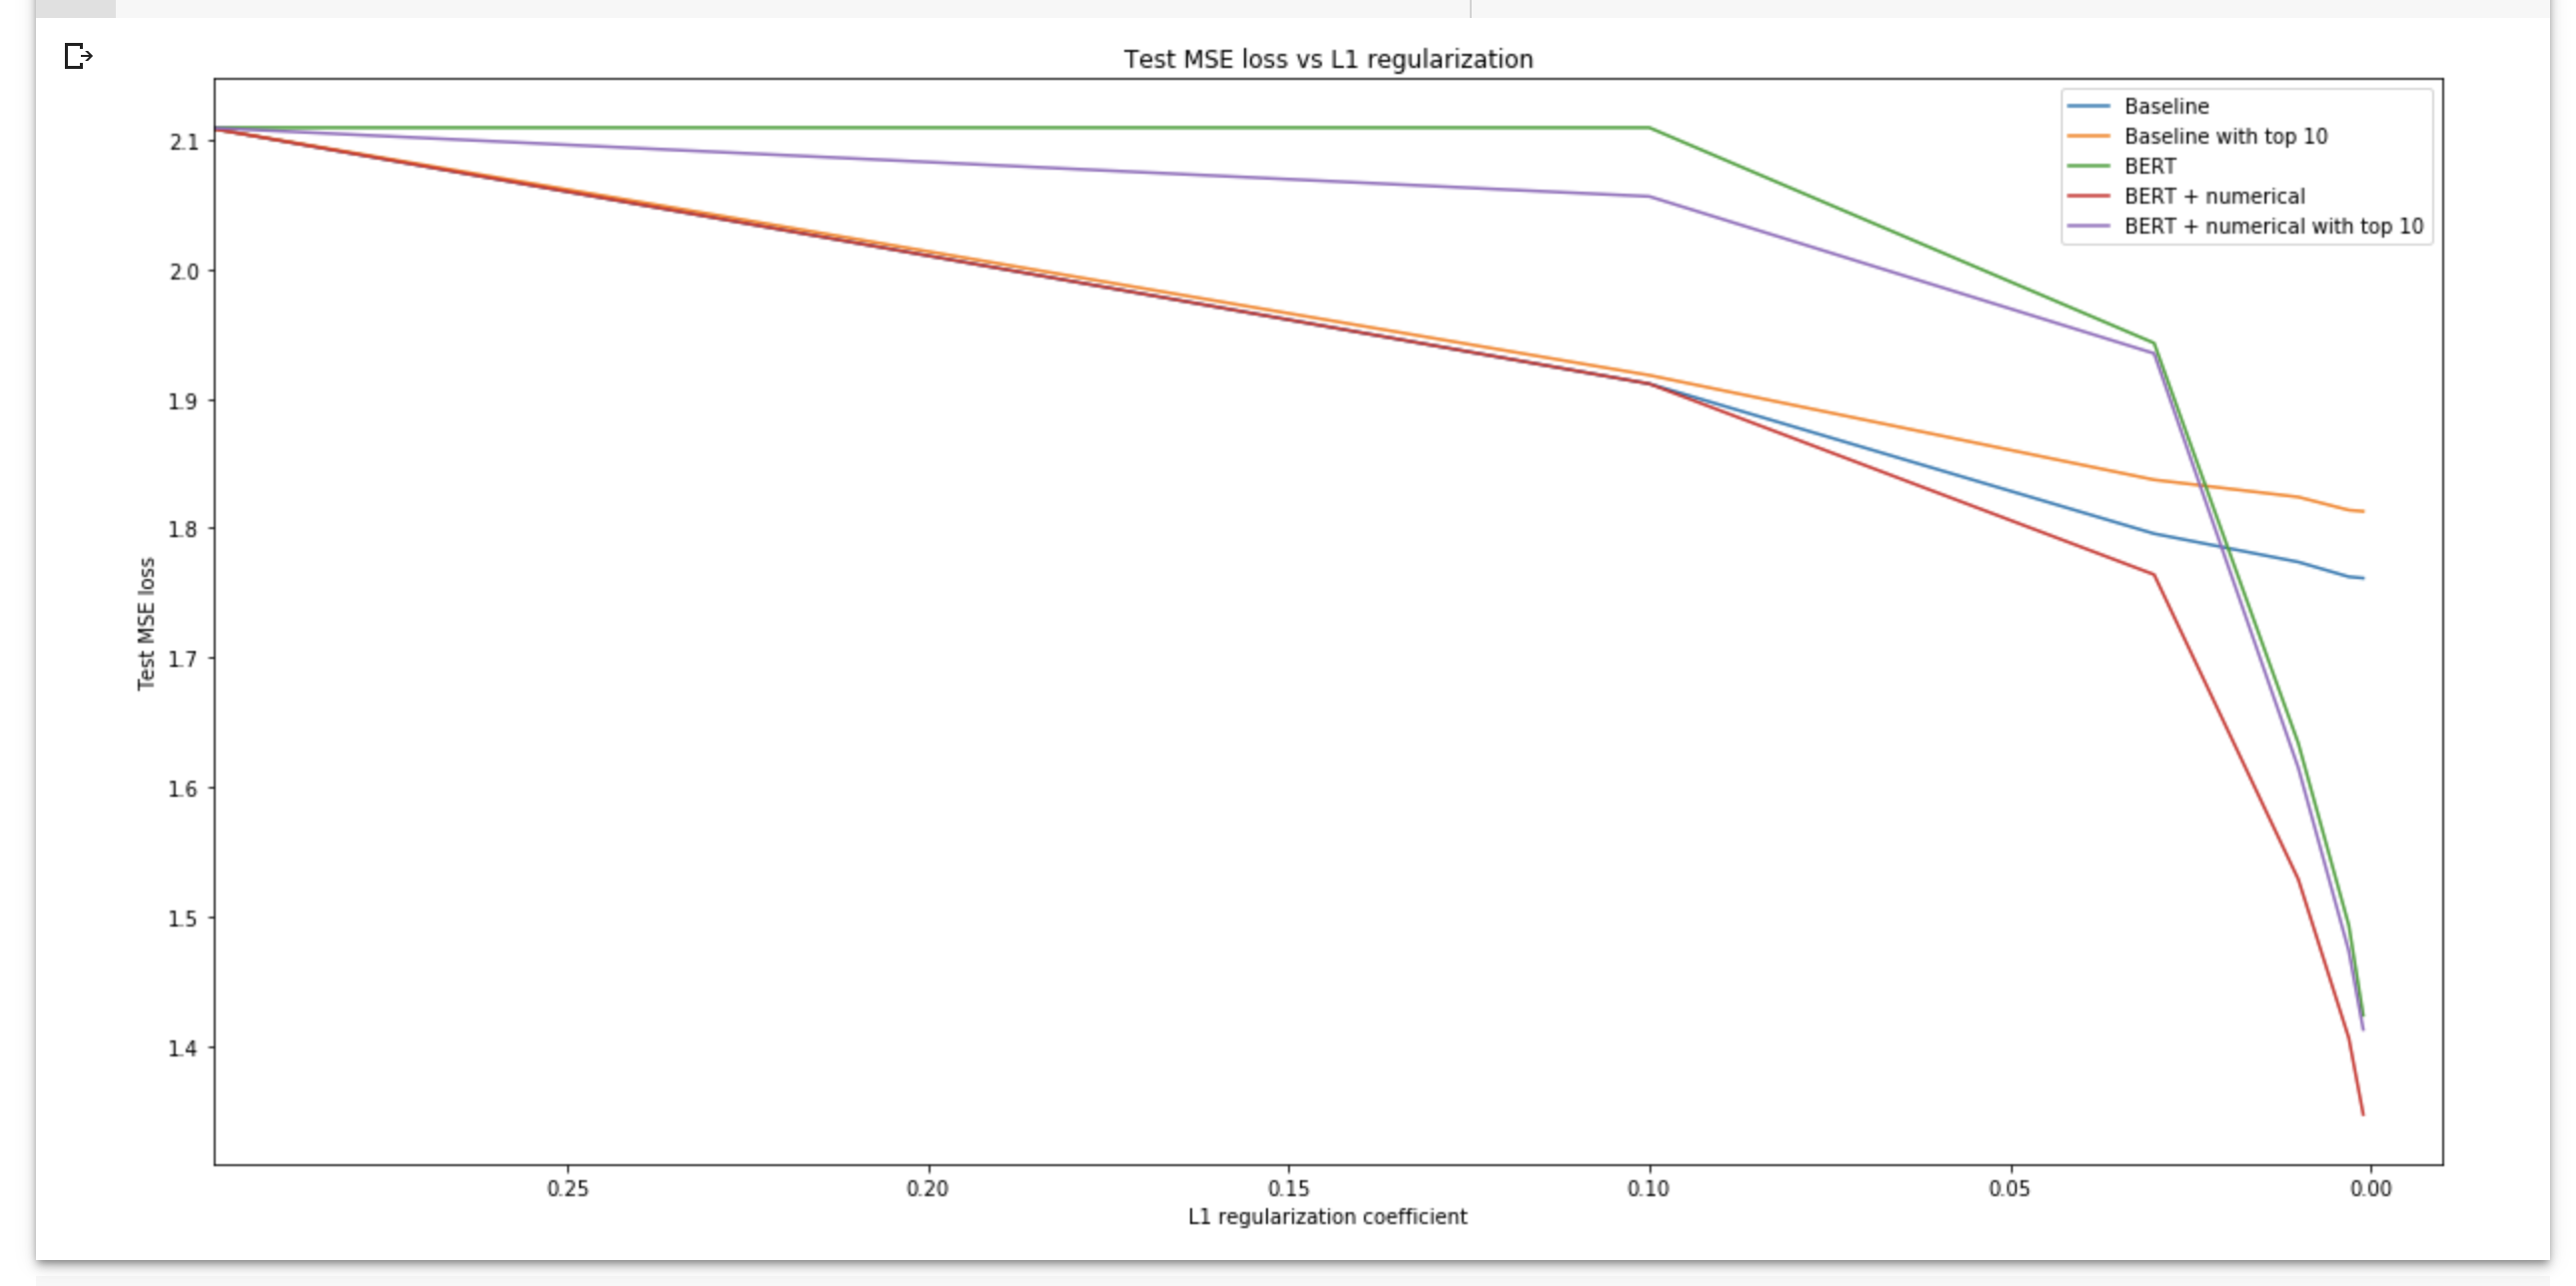 Test MSE loss vs L1 regularization
Baseline
Baseline with top 10
BERT
BERT + numerical
BERT + numerical with top 10
2.1
2.0
1.9
1.8
1.7
1.6
1.5
1.4
Test MSE loss
0.25
0.20
0.15
0.10
0.05
0.00
L1 regularization coefficient